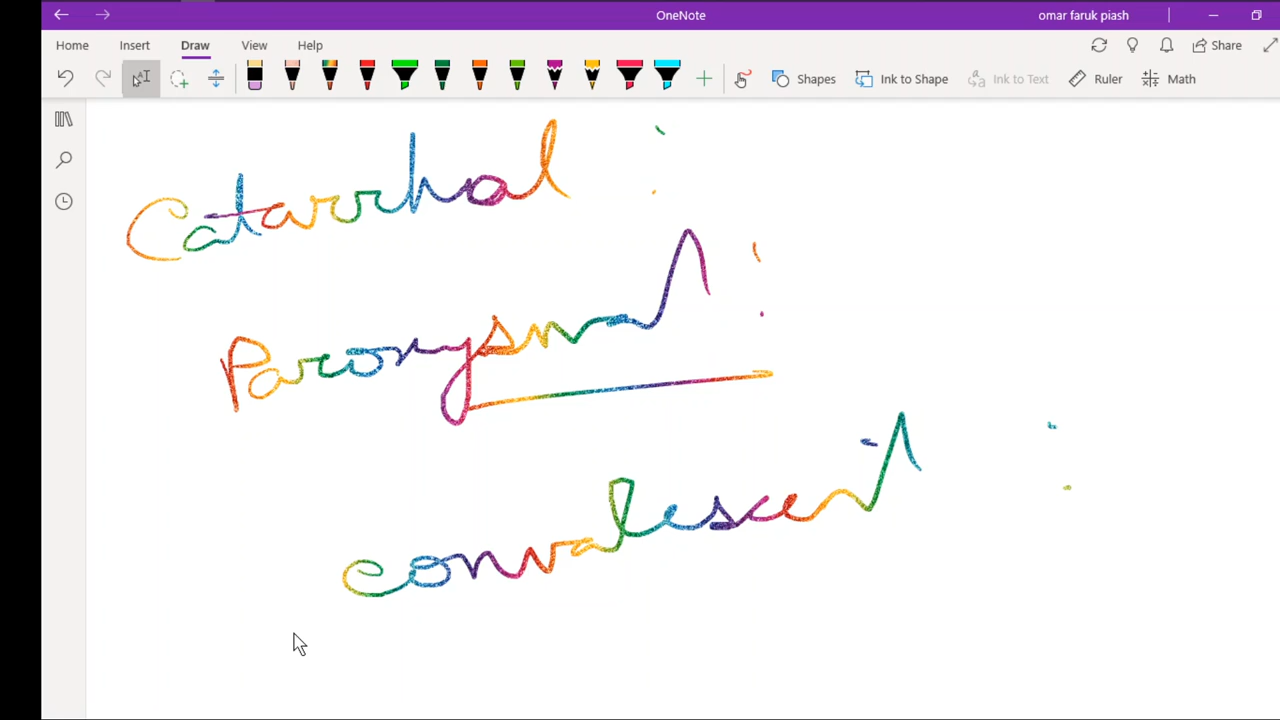 OneNote
omar faruk piash
Home Insert Draw View Help
Share
Shapes Ink to Shape Ink to Text Ruler Math
Catarrhal :
Paroxysmal :
convalescent :